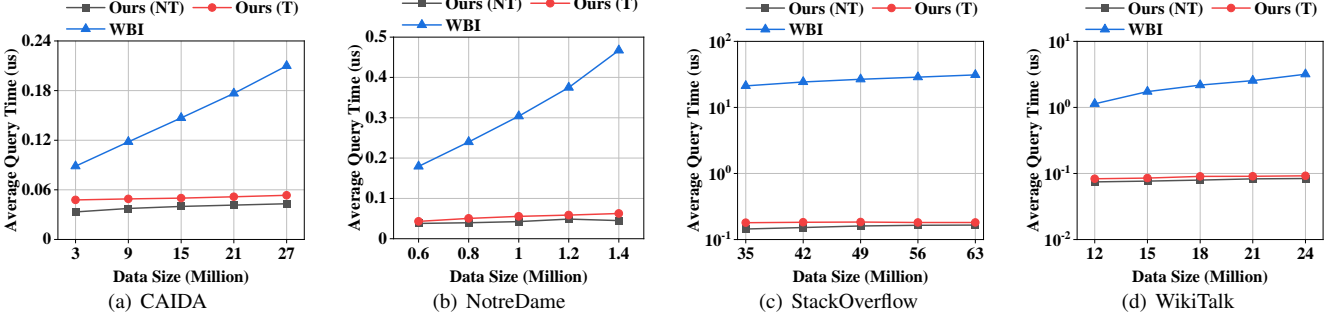 Ours (NT) Ours (T)
WBI
Average Query Time (us)
0.24
0.18
0.12
0.06
0
3 9 15 21 27
Data Size (Million)
(a) CAIDA
Ours (NT) Ours (T)
WBI
Average Query Time (us)
0.5
0.4
0.3
0.2
0.1
0
0.6 0.8 1 1.2 1.4
Data Size (Million)
(b) NotreDame
Ours (NT) Ours (T)
WBI
Average Query Time (us)
10²
10¹
10⁰
10⁻¹
35 42 49 56 63
Data Size (Million)
(c) StackOverflow
Ours (NT) Ours (T)
WBI
Average Query Time (us)
10¹
10⁰
10⁻¹
10⁻²
12 15 18 21 24
Data Size (Million)
(d) WikiTalk